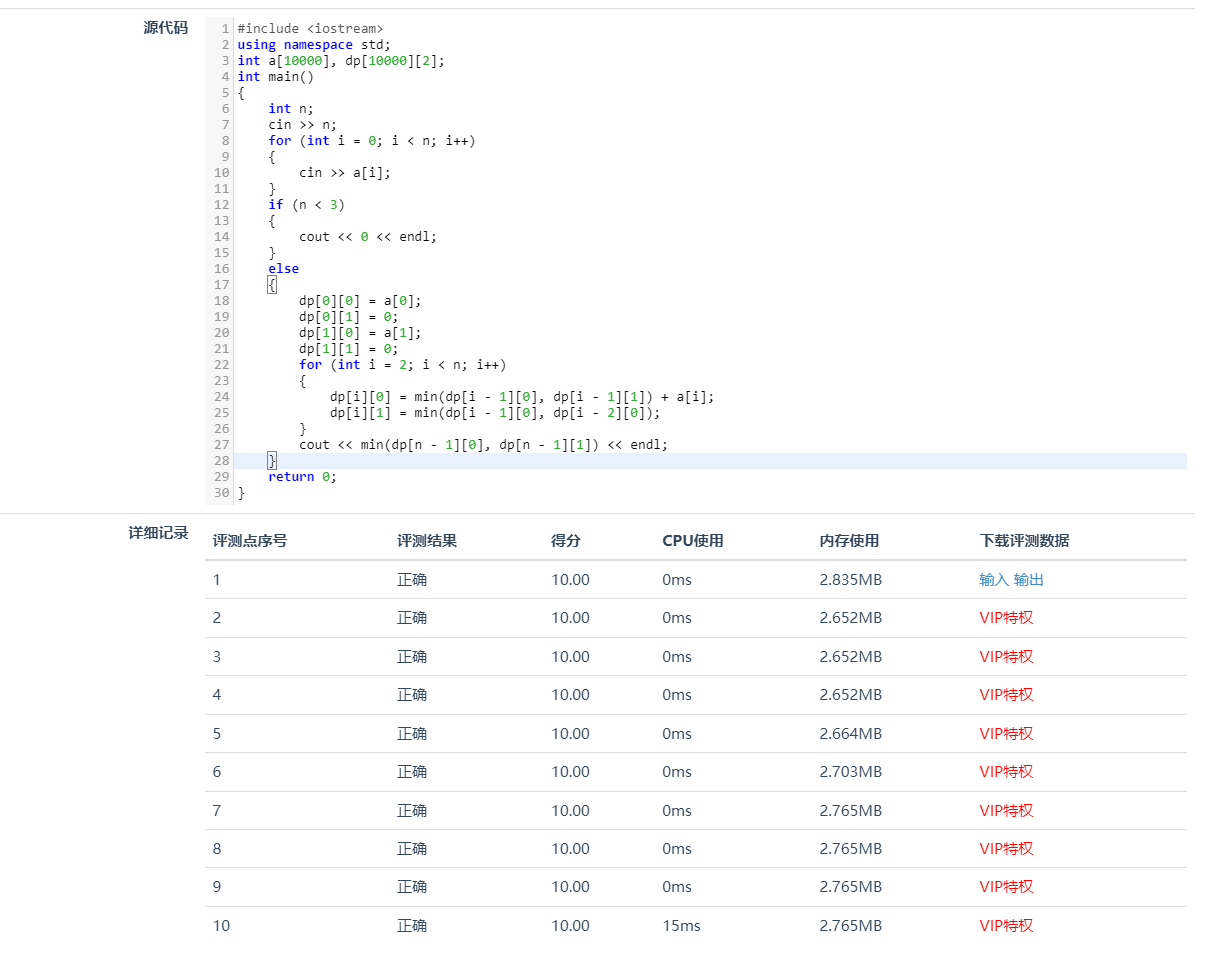 源代码
1 #include <iostream>
2 using namespace std;
3 int a[10000], dp[10000][2];
4 int main()
5 {
6     int n;
7     cin >> n;
8     for (int i = 0; i < n; i++)
9     {
10         cin >> a[i];
11     }
12     if (n < 3)
13     {
14         cout << 0 << endl;
15     }
16     else
17     {
18         dp[0][0] = a[0];
19         dp[0][1] = 0;
20         dp[1][0] = a[1];
21         dp[1][1] = 0;
22         for (int i = 2; i < n; i++)
23         {
24             dp[i][0] = min(dp[i - 1][0], dp[i - 1][1]) + a[i];
25             dp[i][1] = min(dp[i - 1][0], dp[i - 2][0]);
26         }
27         cout << min(dp[n - 1][0], dp[n - 1][1]) << endl;
28     }
29     return 0;
30 }
详细记录
评测点序号 评测结果 得分 CPU使用 内存使用 下载评测数据
1 正确 10.00 0ms 2.835MB 输入 输出
2 正确 10.00 0ms 2.652MB VIP特权
3 正确 10.00 0ms 2.652MB VIP特权
4 正确 10.00 0ms 2.652MB VIP特权
5 正确 10.00 0ms 2.664MB VIP特权
6 正确 10.00 0ms 2.703MB VIP特权
7 正确 10.00 0ms 2.765MB VIP特权
8 正确 10.00 0ms 2.765MB VIP特权
9 正确 10.00 0ms 2.765MB VIP特权
10 正确 10.00 15ms 2.765MB VIP特权